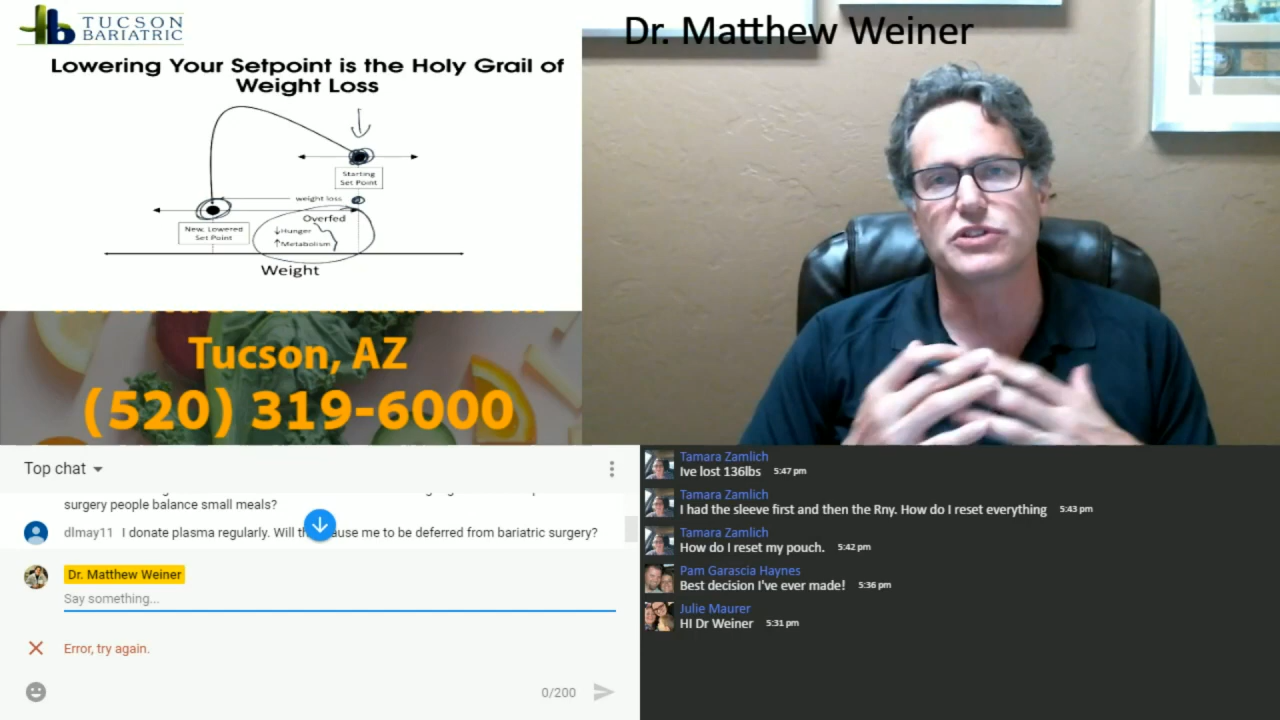 TUCSON
BARIATRIC
Lowering Your Setpoint is the Holy Grail of
Weight Loss
Starting
Set Point
weight loss
Overfed
↓Hunger
↑Metabolism
New, Lowered
Set Point
Weight
Tucson, AZ
(520) 319-6000
Dr. Matthew Weiner
Top chat
surgery people balance small meals?
dlmay11 I donate plasma regularly. Will ause me to be deferred from bariatric surgery?
Dr. Matthew Weiner
Say something...
Error, try again.
0/200
Tamara Zamlich
Ive lost 136lbs 5:47 pm
Tamara Zamlich
I had the sleeve first and then the Rny. How do I reset everything 5:43 pm
Tamara Zamlich
How do I reset my pouch. 5:42 pm
Pam Garascia Haynes
Best decision I've ever made! 5:36 pm
Julie Maurer
HI Dr Weiner 5:31 pm